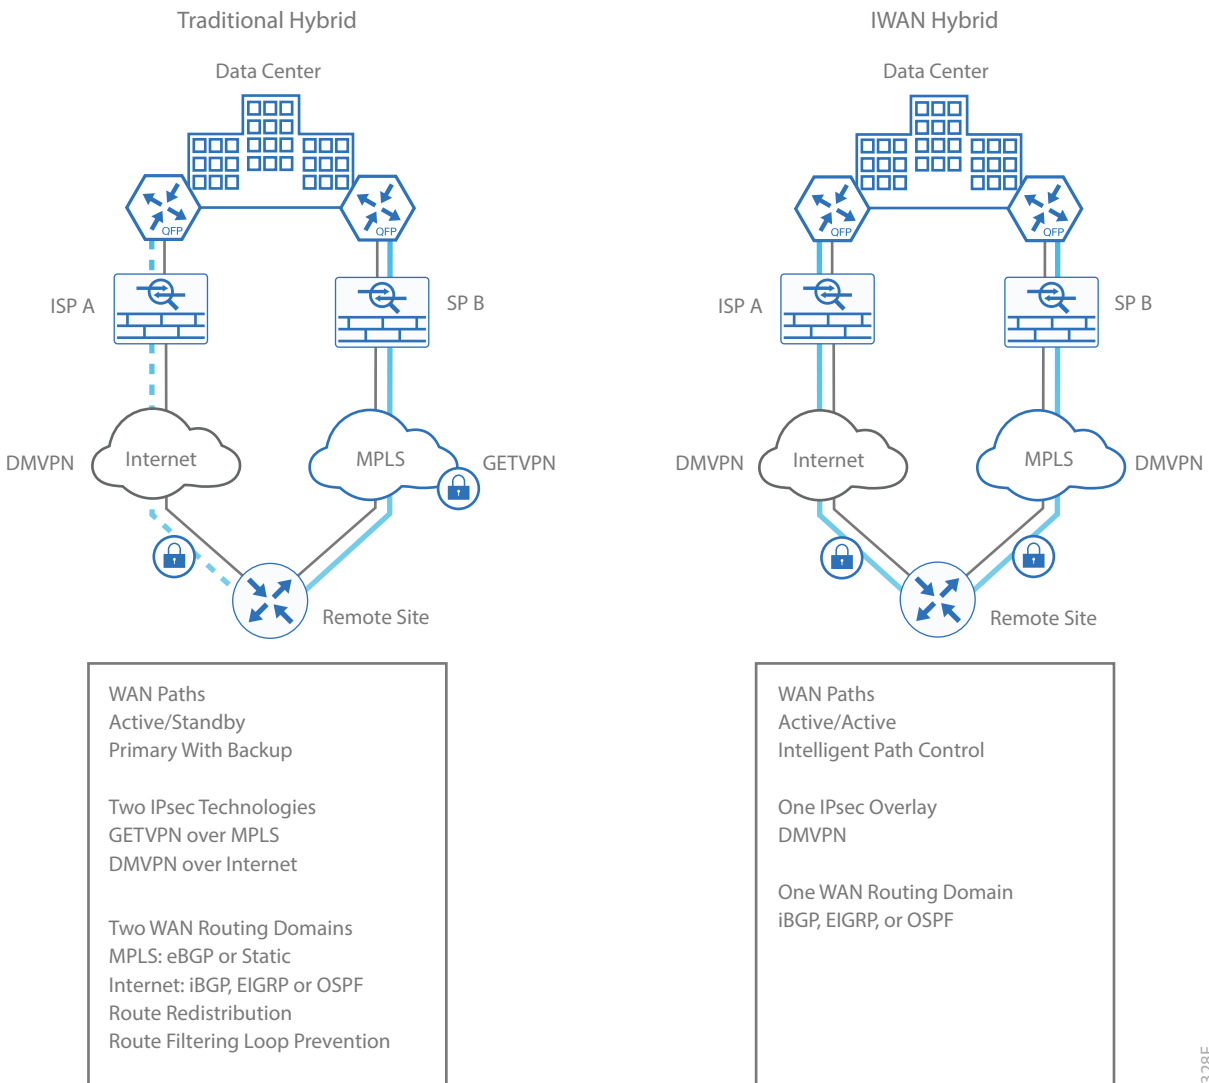 Traditional Hybrid
Data Center
QFP
QFP
ISP A
SP B
DMVPN
Internet
MPLS
GETVPN
Remote Site
WAN Paths
Active/Standby
Primary With Backup
Two IPsec Technologies
GETVPN over MPLS
DMVPN over Internet
Two WAN Routing Domains
MPLS: eBGP or Static
Internet: iBGP, EIGRP or OSPF
Route Redistribution
Route Filtering Loop Prevention
IWAN Hybrid
Data Center
QFP
QFP
ISP A
SP B
DMVPN
Internet
MPLS
DMVPN
Remote Site
WAN Paths
Active/Active
Intelligent Path Control
One IPsec Overlay
DMVPN
One WAN Routing Domain
iBGP, EIGRP, or OSPF